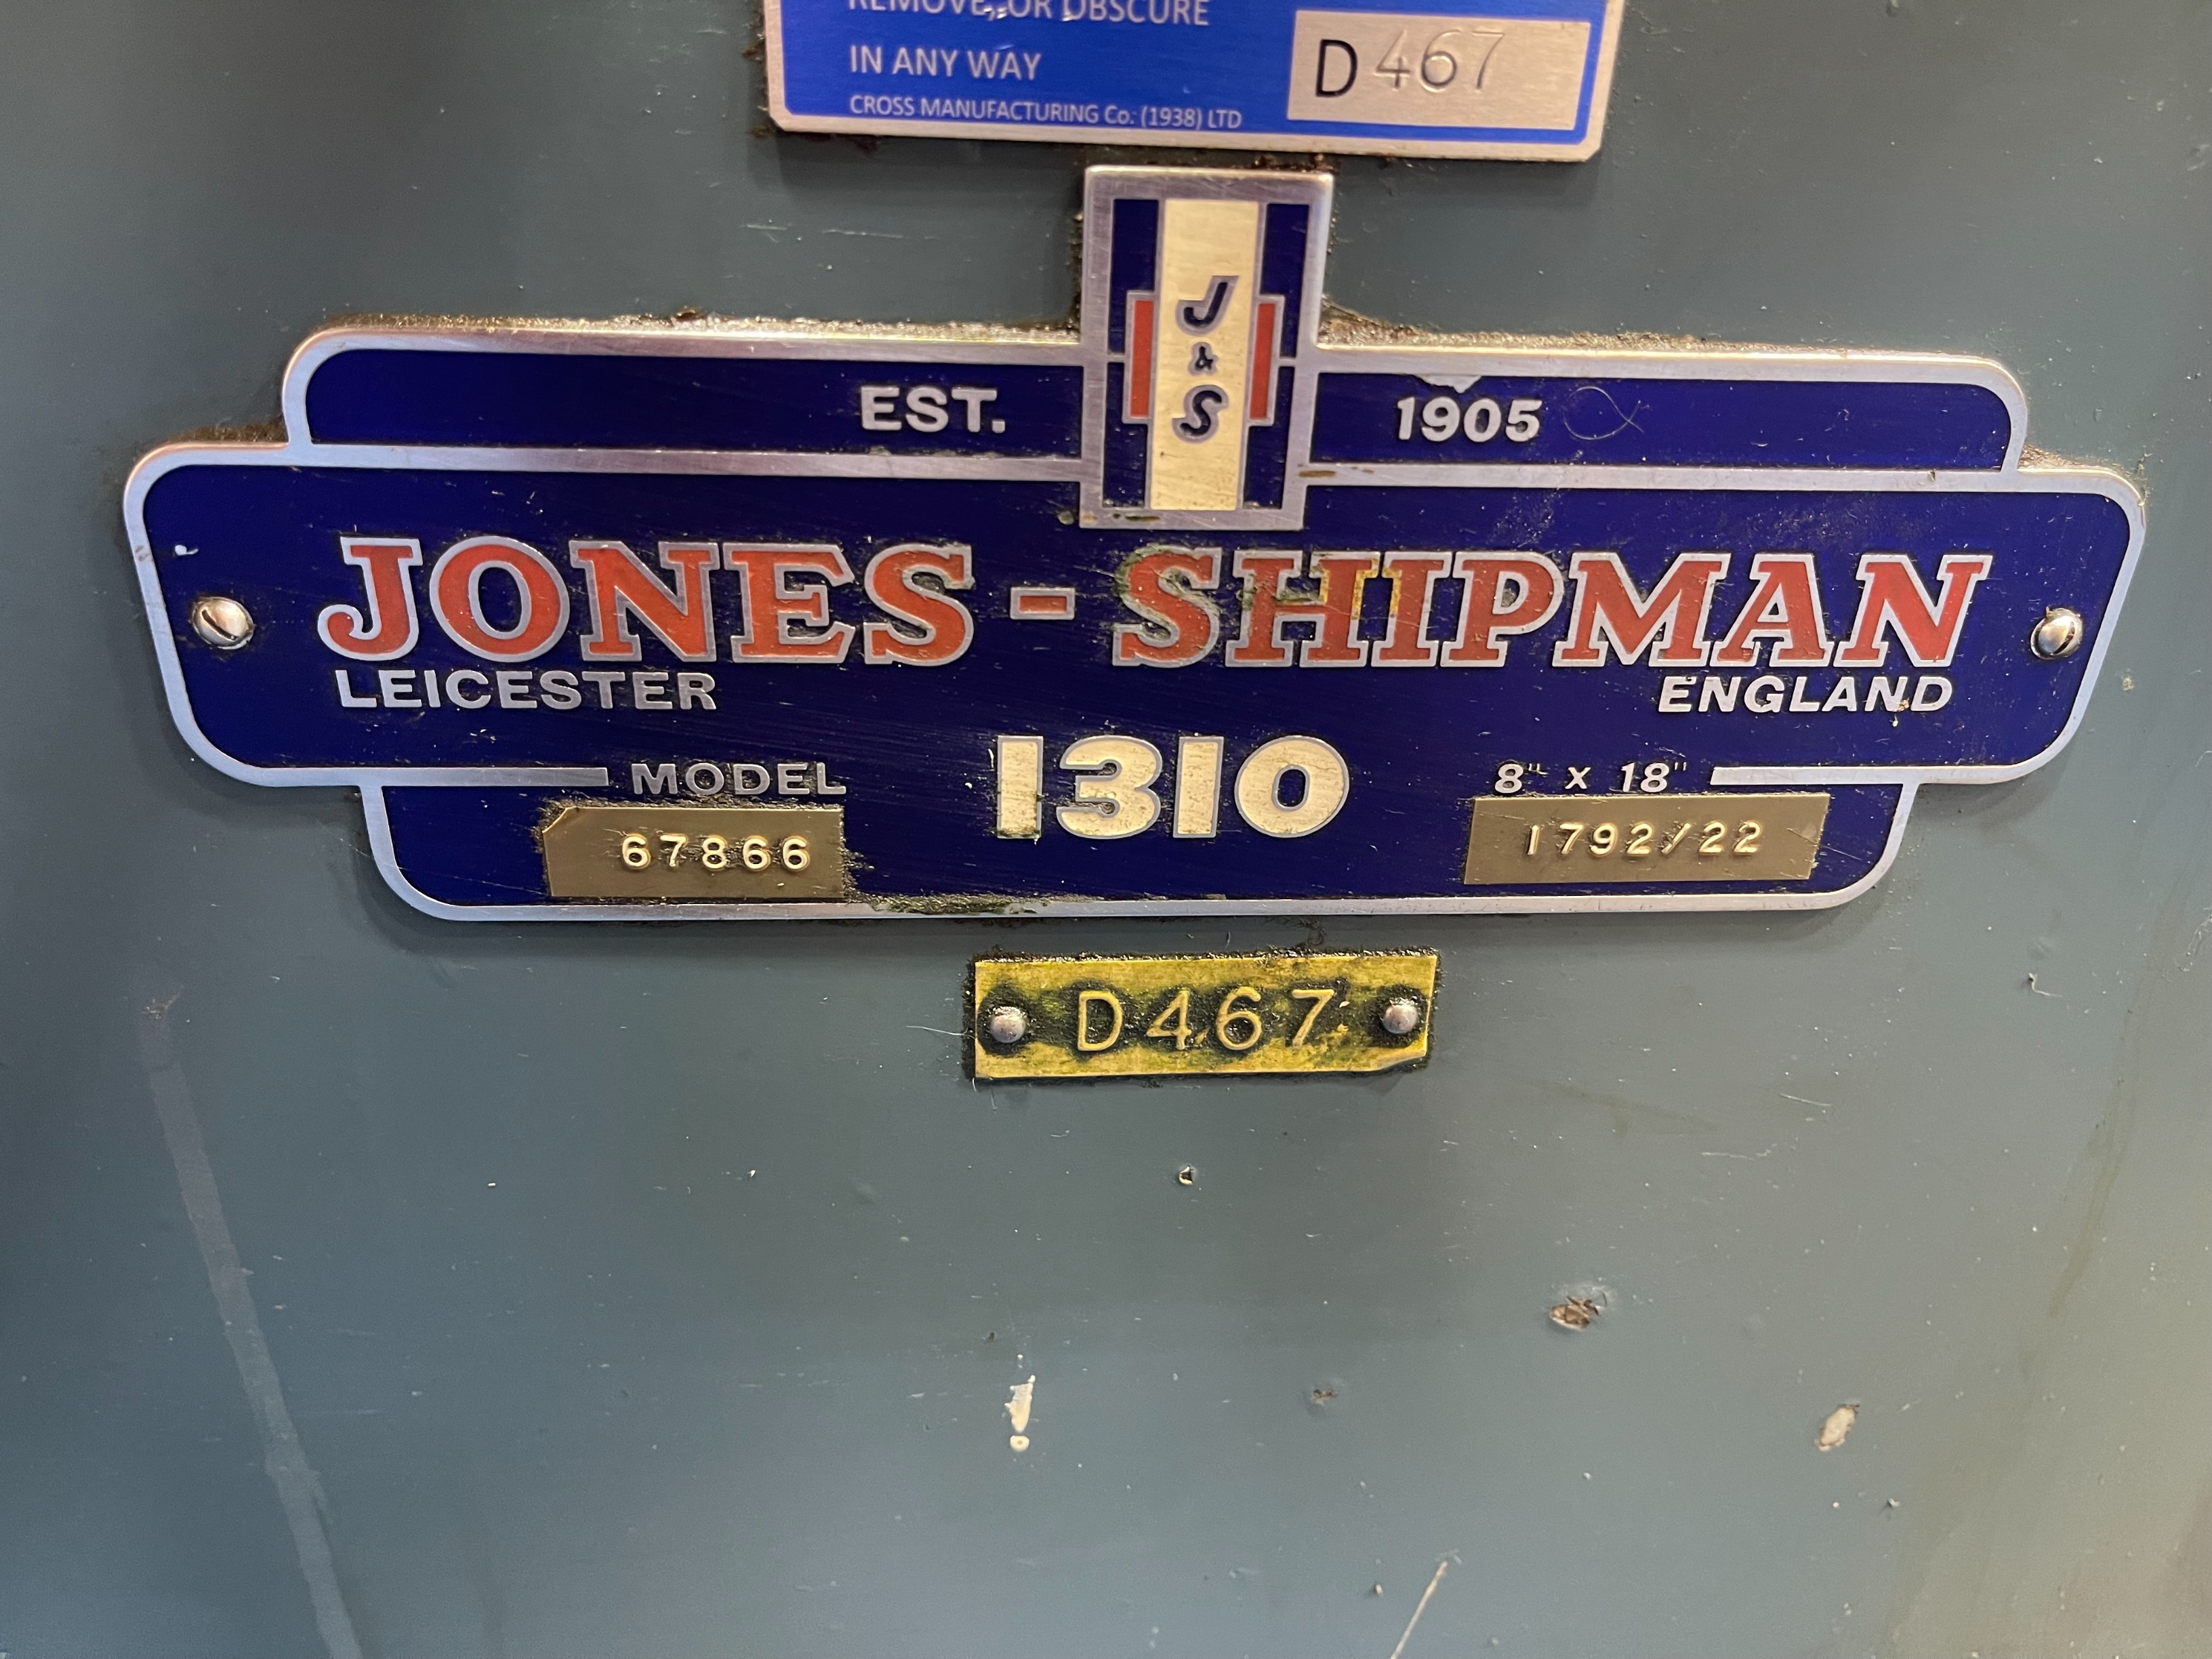 REMOVE, OR OBSCURE
IN ANY WAY
CROSS MANUFACTURING Co. (1938) LTD
D 467
J
&
S
EST. 1905
JONES-SHIPMAN
LEICESTER ENGLAND
MODEL 1310 8" x 18"
67866 1792/22
D467